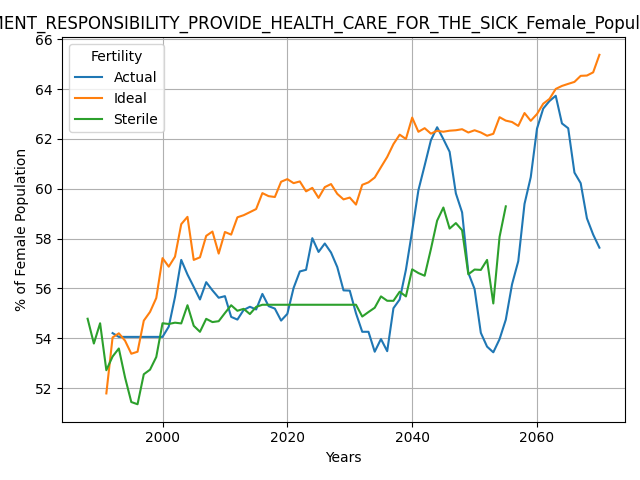 MENT_RESPONSIBILITY_PROVIDE_HEALTH_CARE_FOR_THE_SICK_Female_Popul
66
64
62
60
58
56
54
52
% of Female Population
Fertility
Actual
Ideal
Sterile
2000 2020 2040 2060
Years